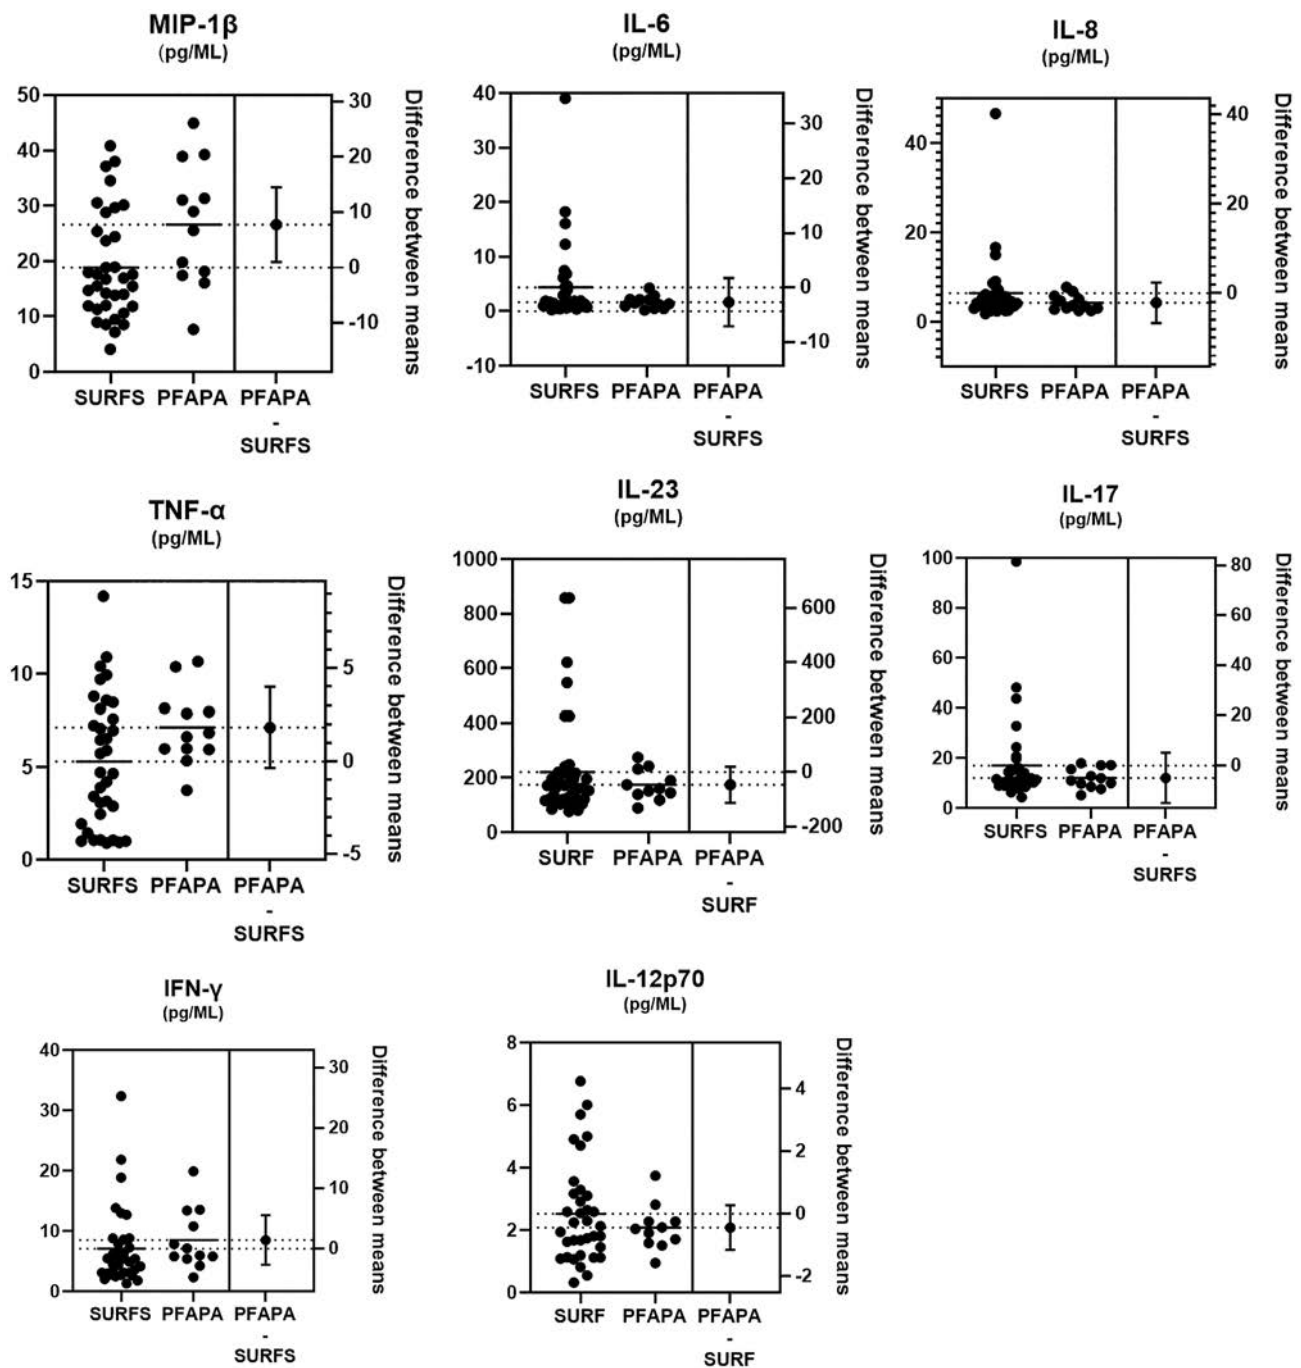 MIP-1β
(pg/ML)
50
40
30
20
10
0
30
20
10
0
-10
Difference between means
SURFS PFAPA PFAPA
-
SURFS
IL-6
(pg/ML)
40
30
20
10
0
-10
30
20
10
0
-10
Difference between means
SURFS PFAPA PFAPA
-
SURFS
IL-8
(pg/ML)
40
20
0
40
20
0
Difference between means
SURFS PFAPA PFAPA
-
SURFS
TNF-α
(pg/ML)
15
10
5
0
5
0
-5
Difference between means
SURFS PFAPA PFAPA
-
SURFS
IL-23
(pg/ML)
1000
800
600
400
200
0
600
400
200
0
-200
Difference between means
SURF PFAPA PFAPA
-
SURF
IL-17
(pg/ML)
100
80
60
40
20
0
80
60
40
20
0
Difference between means
SURFS PFAPA PFAPA
-
SURFS
IFN-γ
(pg/ML)
40
30
20
10
0
30
20
10
0
Difference between means
SURFS PFAPA PFAPA
-
SURFS
IL-12p70
(pg/ML)
8
6
4
2
0
4
2
0
-2
Difference between means
SURF PFAPA PFAPA
-
SURF